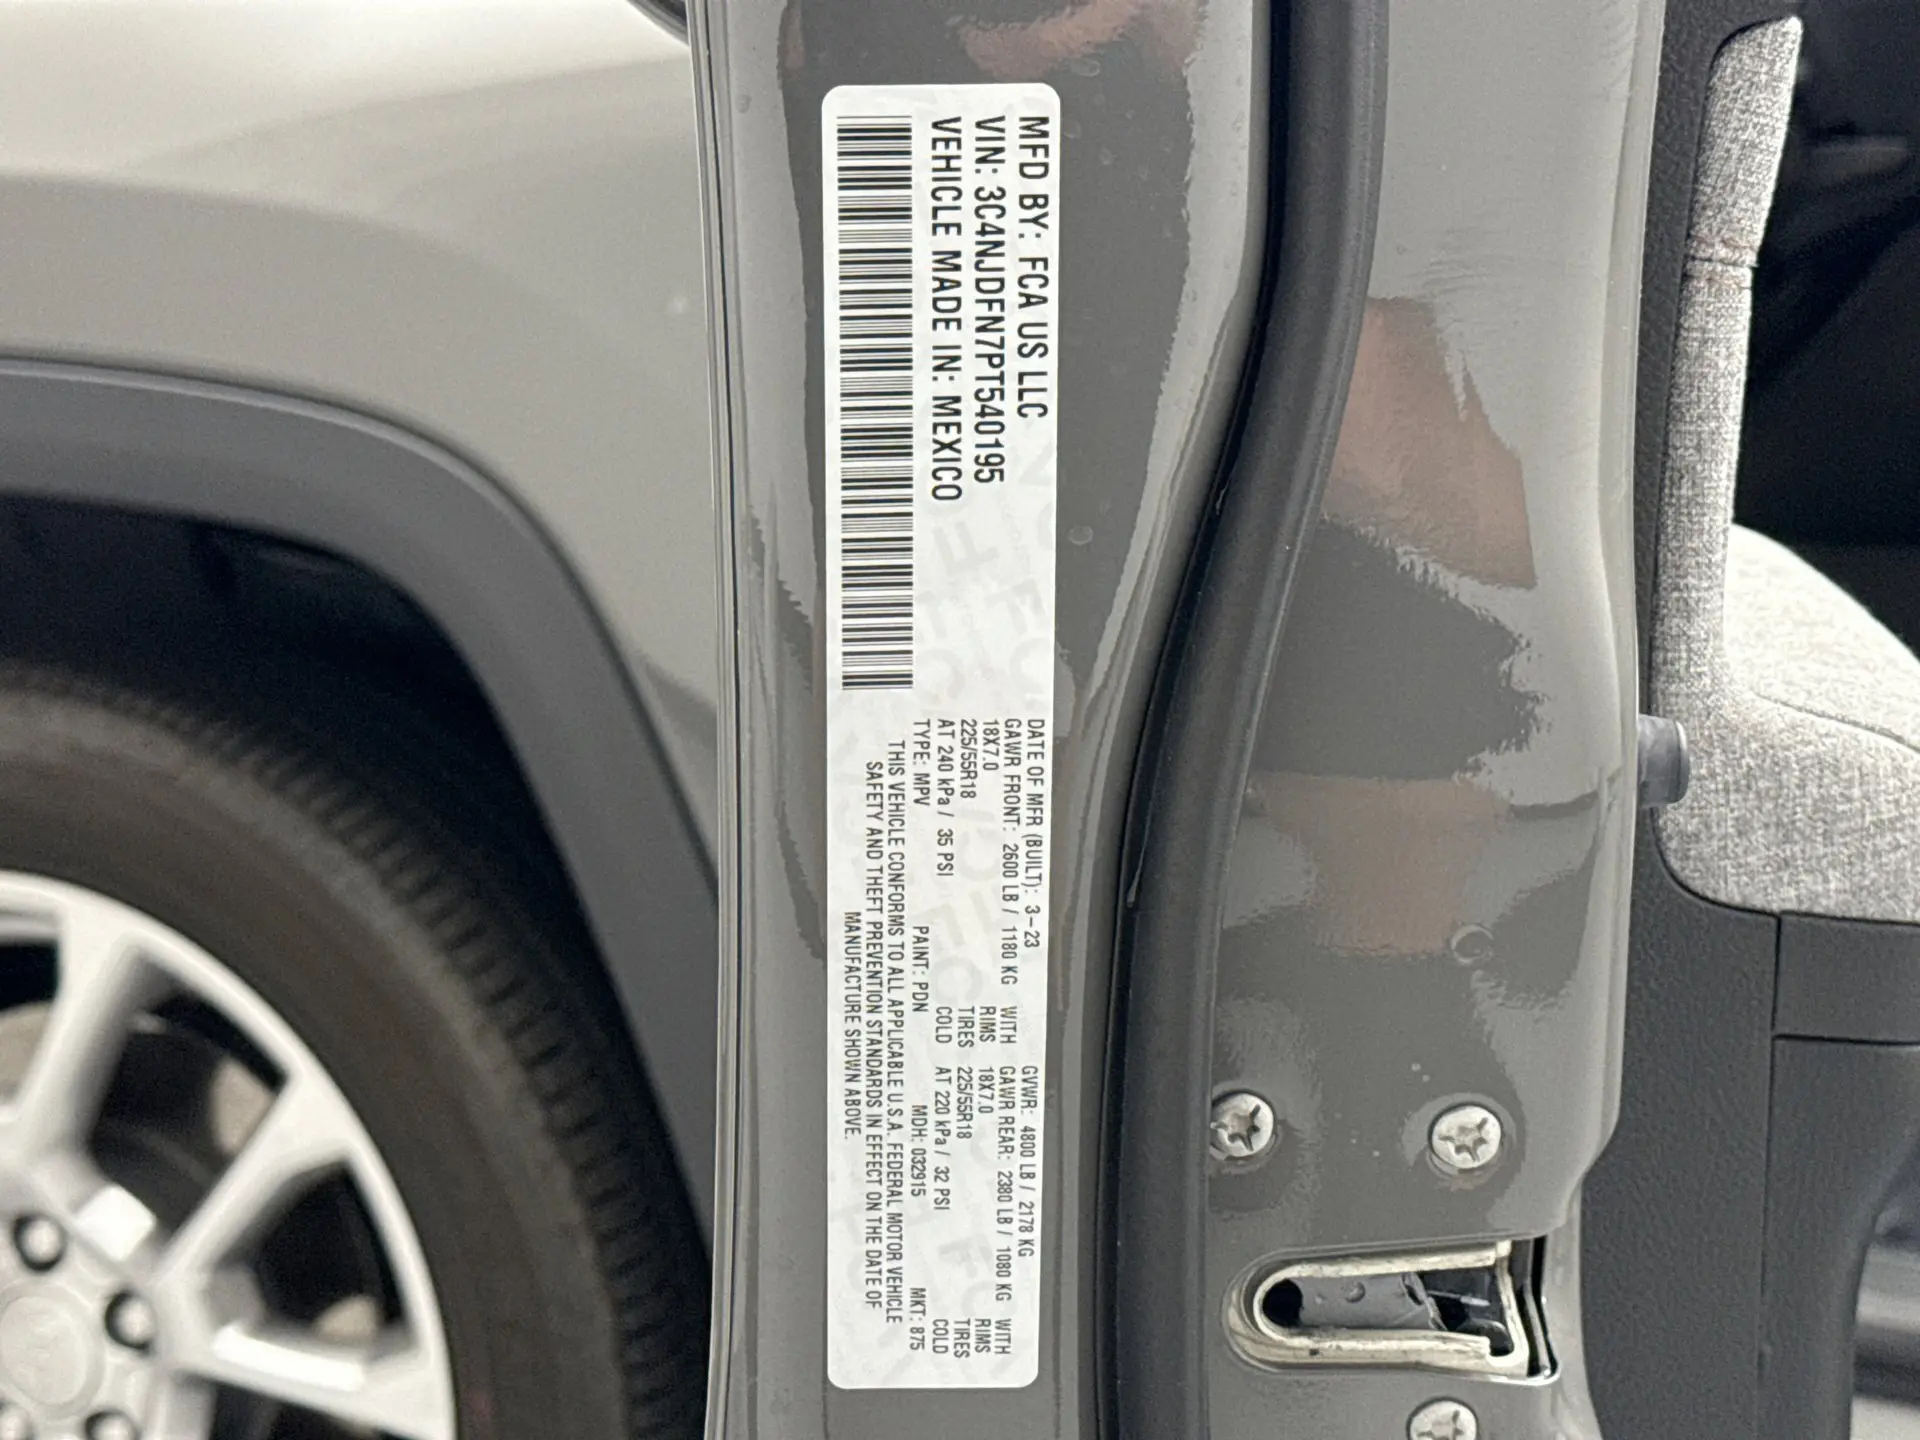 MFD BY: FCA US LLC
VIN: 3C4NJDFN7PT540195
VEHICLE MADE IN: MEXICO
DATE OF MFR (BUILT): 3-23 GVWR: 4800 LB / 2178 KG
GAWR FRONT: 2600 LB / 1180 KG WITH GAWR REAR: 2380 LB / 1080 KG WITH
18X7.0 RIMS 18X7.0 RIMS
225/55R18 TIRES 225/55R18 TIRES
AT 240 kPa / 35 PSI COLD AT 220 kPa / 32 PSI COLD
TYPE: MPV PAINT: PDN MDH: 032915 MKT: 875
THIS VEHICLE CONFORMS TO ALL APPLICABLE U.S.A. FEDERAL MOTOR VEHICLE
SAFETY AND THEFT PREVENTION STANDARDS IN EFFECT ON THE DATE OF
MANUFACTURE SHOWN ABOVE.